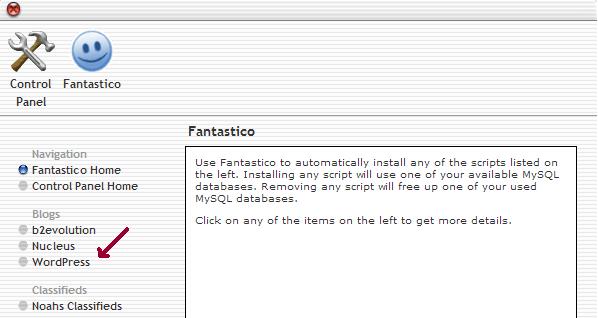 Control Panel
Fantastico
Navigation
Fantastico Home
Control Panel Home
Blogs
b2evolution
Nucleus
WordPress
Classifieds
Noahs Classifieds
Fantastico
Use Fantastico to automatically install any of the scripts listed on
the left. Installing any script will use one of your available MySQL
databases. Removing any script will free up one of your used
MySQL databases.
Click on any of the items on the left to get more details.